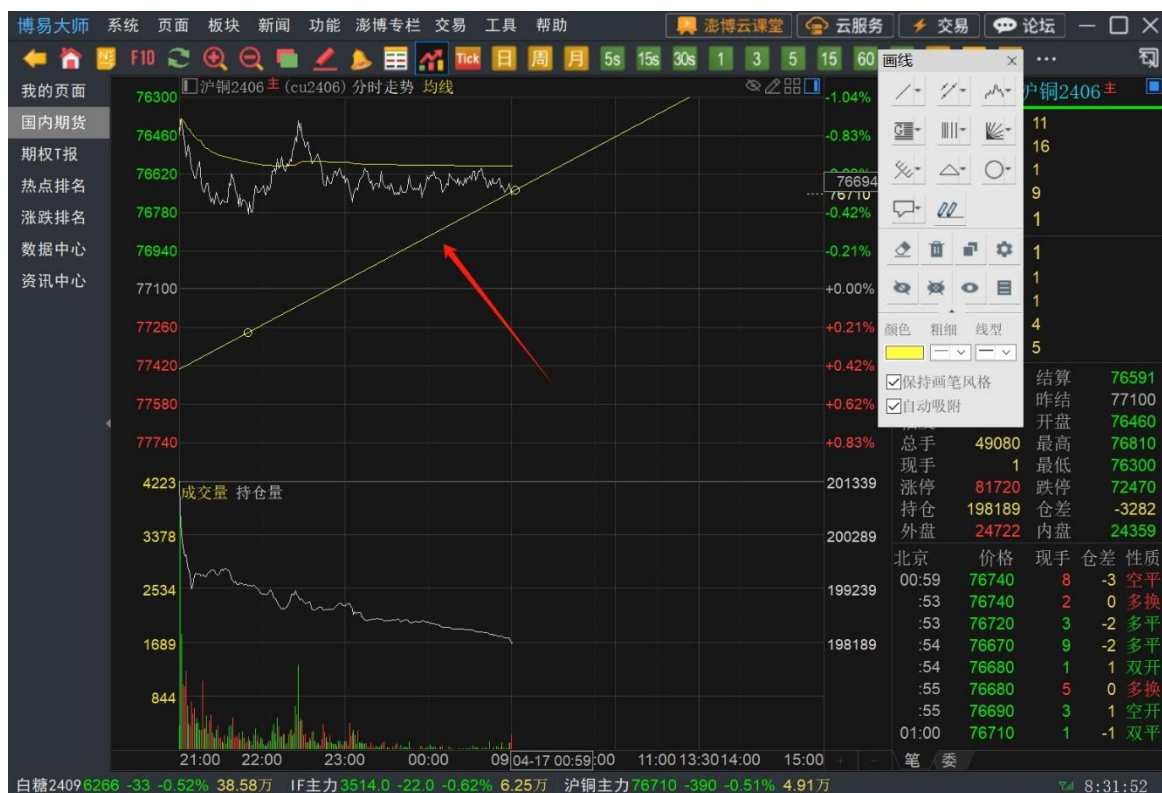 博易大师 系统 页面 板块 新闻 功能 澎博专栏 交易 工具 帮助 澎博云课堂 云服务 交易 论坛
F10 Tick 日 周 月 5s 15s 30s 1 3 5 15 60
我的页面
国内期货
期权T报
热点排名
涨跌排名
数据中心
资讯中心
沪铜2406主 (cu2406) 分时走势 均线
76300
76460
76620
76780
76940
77100
77260
77420
77580
77740
-1.04%
-0.83%
76694
76710
-0.42%
-0.21%
+0.00%
+0.21%
+0.42%
+0.62%
+0.83%
成交量 持仓量
4223
3378
2534
1689
844
201339
200289
199239
198189
21:00 22:00 23:00 00:00 09 04-17 00:59 :00 11:00 13:30 14:00 15:00
画线
颜色 粗细 线型
保持画笔风格
自动吸附
沪铜2406主
11
16
1
9
1
1
1
1
4
5
结算 76591
昨结 77100
开盘 76460
总手 49080 最高 76810
现手 1 最低 76300
涨停 81720 跌停 72470
持仓 198189 仓差 -3282
外盘 24722 内盘 24359
北京 价格 现手 仓差 性质
00:59 76740 8 -3 空平
:53 76740 2 0 多换
:53 76720 3 -2 多平
:54 76670 9 -2 多平
:54 76680 1 1 双开
:55 76680 5 0 多换
:55 76690 3 1 空开
01:00 76710 1 -1 双平
笔 委
白糖2409 6266 -33 -0.52% 38.58万 IF主力 3514.0 -22.0 -0.62% 6.25万 沪铜主力 76710 -390 -0.51% 4.91万 8:31:52